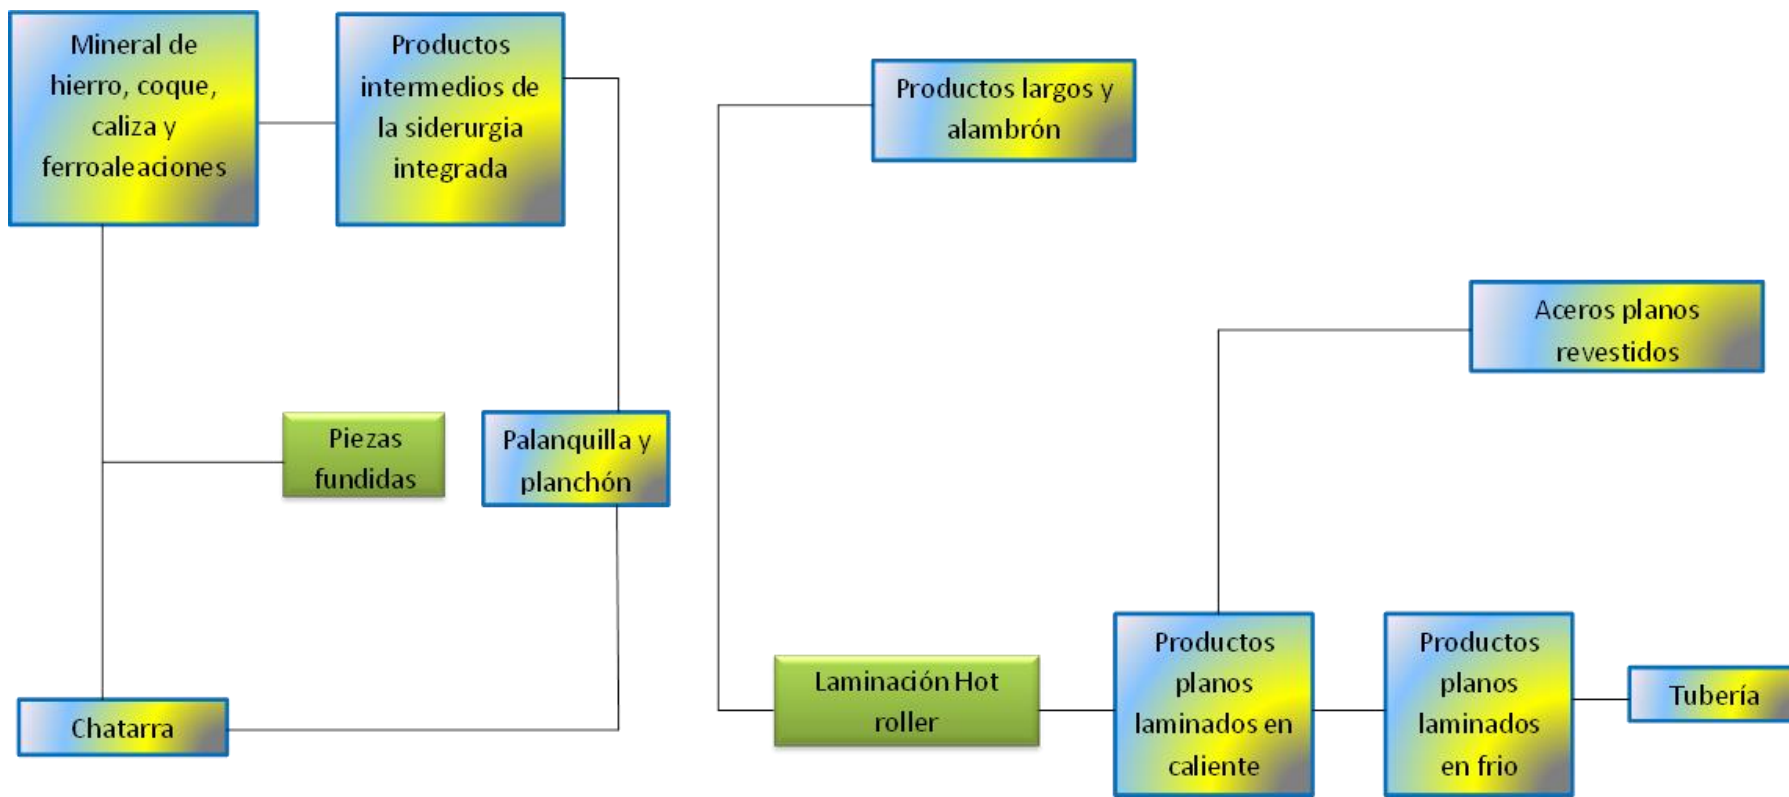 Mineral de
hierro, coque,
caliza y
ferroaleaciones
Productos
intermedios de
la siderurgia
integrada
Productos largos y
alambrón
Aceros planos
revestidos
Piezas
fundidas
Palanquilla y
planchón
Chatarra
Laminación Hot
roller
Productos
planos
laminados en
caliente
Productos
planos
laminados
en frio
Tubería